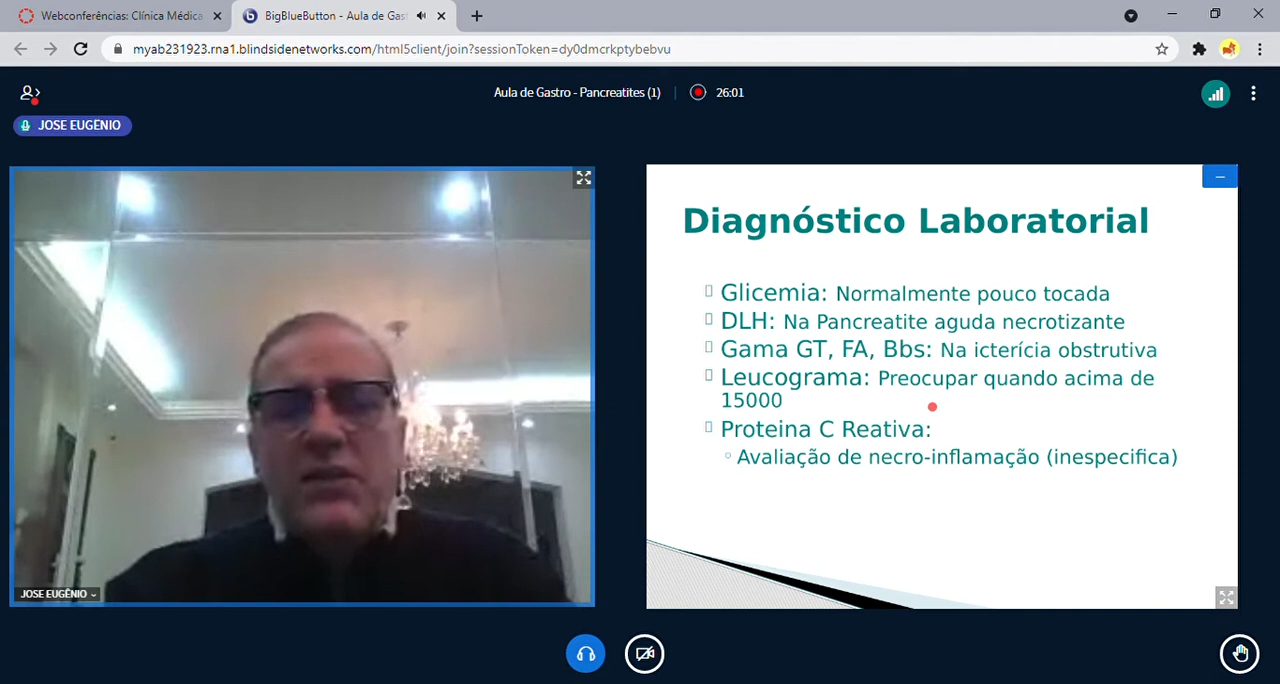 Webconferências: Clínica Médica
BigBlueButton - Aula de Gas
myab231923.rna1.blindsidenetworks.com/html5client/join?sessionToken=dy0dmcrkptybebvu
Aula de Gastro - Pancreatites (1)
26:01
JOSE EUGÊNIO
Diagnóstico Laboratorial
Glicemia: Normalmente pouco tocada
DLH: Na Pancreatite aguda necrotizante
Gama GT, FA, Bbs: Na icterícia obstrutiva
Leucograma: Preocupar quando acima de
15000
Proteina C Reativa:
Avaliação de necro-inflamação (inespecifica)
JOSE EUGÊNIO